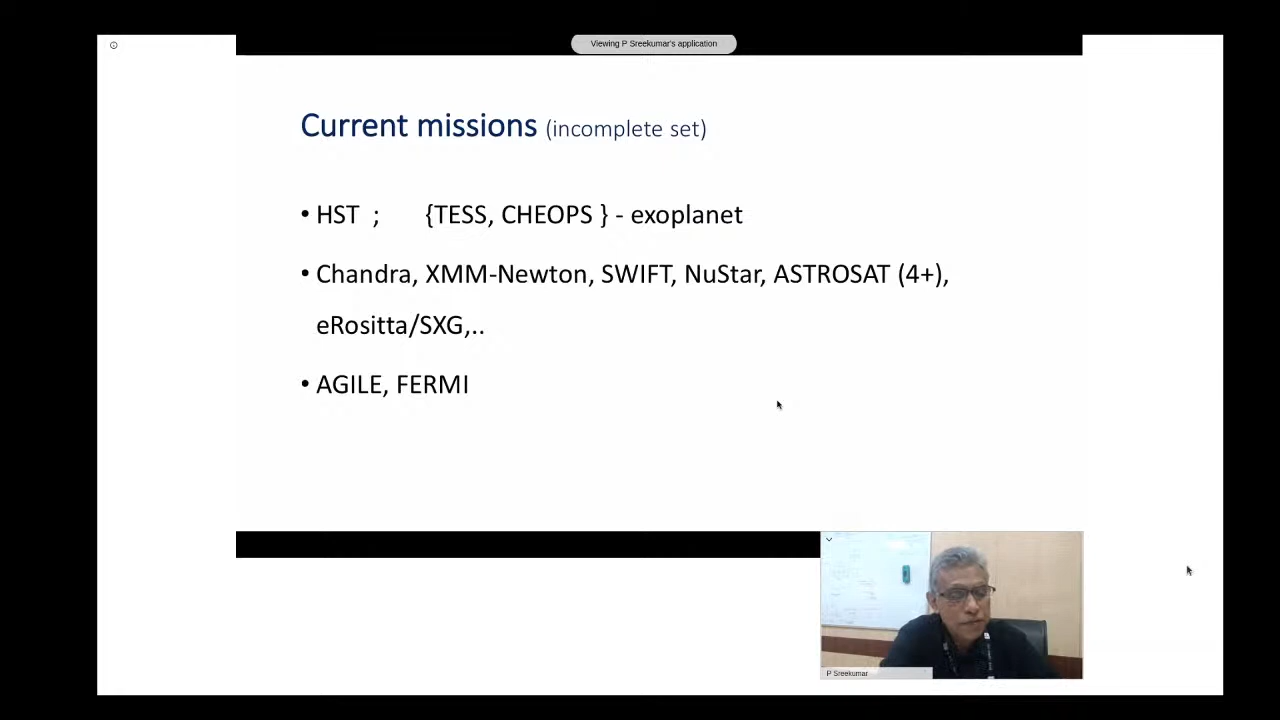 Viewing P Sreekumar's application
Current missions (incomplete set)
• HST ; {TESS, CHEOPS } - exoplanet
• Chandra, XMM-Newton, SWIFT, NuStar, ASTROSAT (4+),
eRositta/SXG,..
• AGILE, FERMI
P Sreekumar